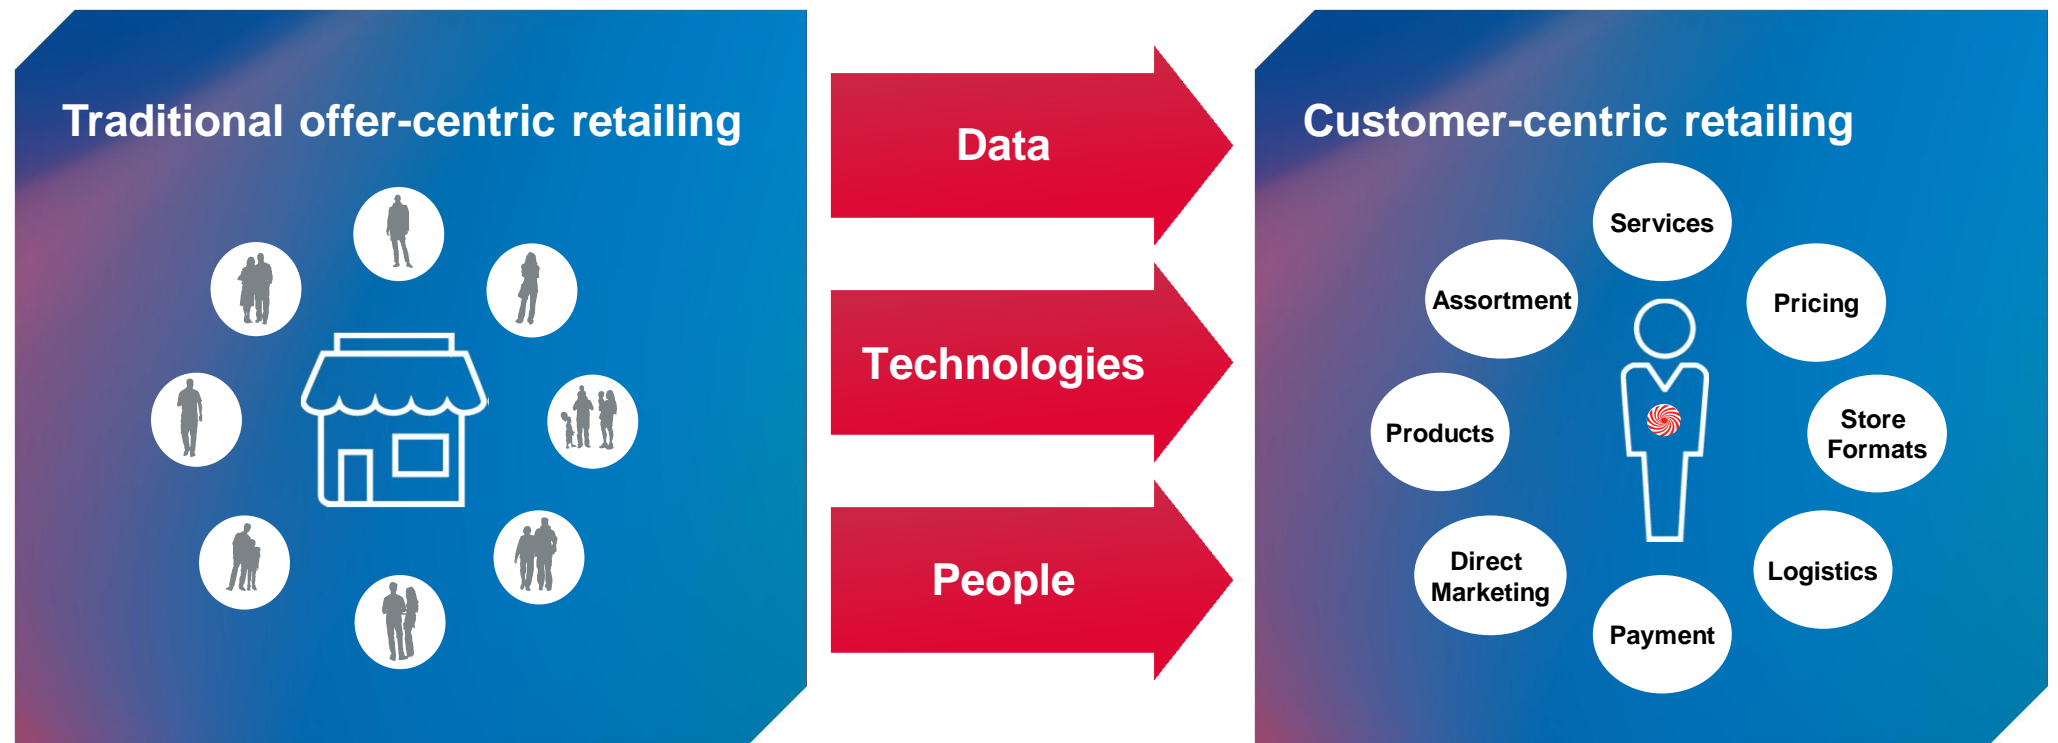 Traditional offer-centric retailing
Data
Technologies
People
Customer-centric retailing
Services
Assortment
Pricing
Products
Store
Formats
Direct
Marketing
Logistics
Payment